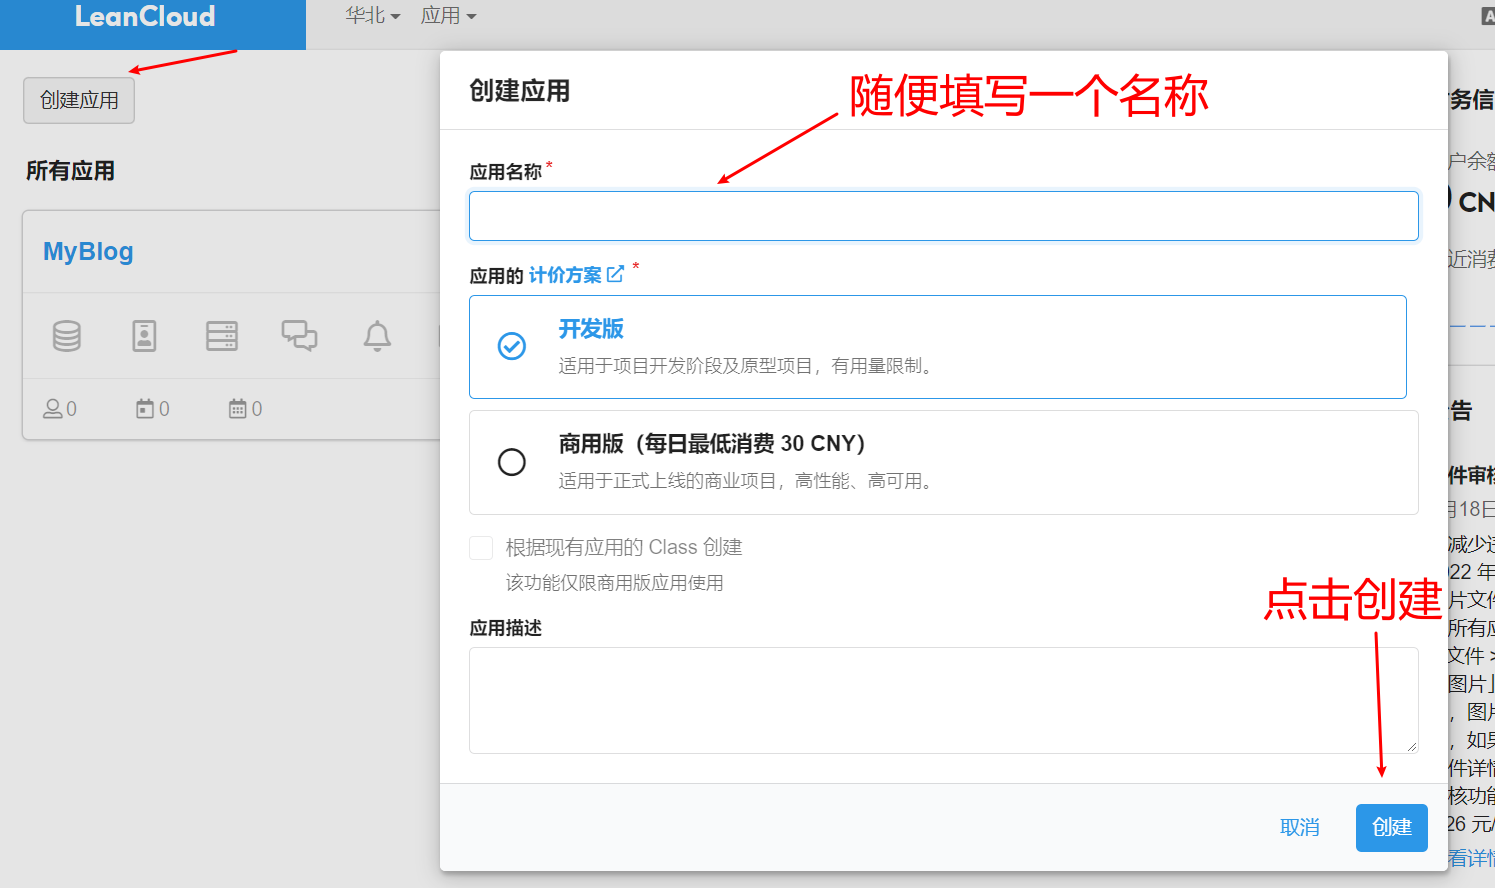 LeanCloud
华北
应用
创建应用
所有应用
MyBlog
0
0
0
创建应用
随便填写一个名称
应用名称*
应用的 计价方案 *
开发版
适用于项目开发阶段及原型项目，有用量限制。
商用版（每日最低消费 30 CNY）
适用于正式上线的商业项目，高性能、高可用。
根据现有应用的 Class 创建
该功能仅限商用版应用使用
点击创建
应用描述
取消
创建
务信
户余额
CN
近消费
告
件审核
月18日
减少违
022 年
片文件
所有应
文件 >
图片」
，图片
，如果
件详情
核功能
26 元/
看详情